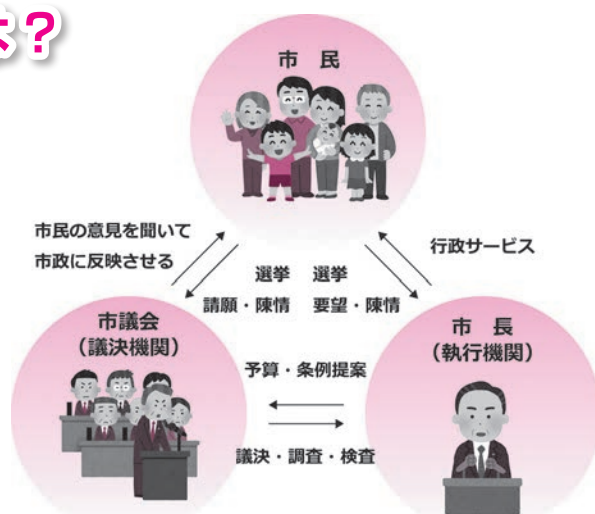 ？
市　民
市民の意見を聞いて
市政に反映させる
行政サービス
選挙　選挙
請願・陳情　要望・陳情
市議会
（議決機関）
市　長
（執行機関）
予算・条例提案
議決・調査・検査